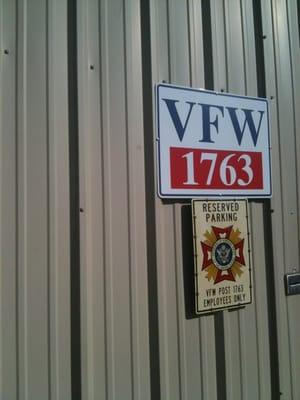 VFW
1763
RESERVED
PARKING
VFW POST 1763
EMPLOYEES ONLY